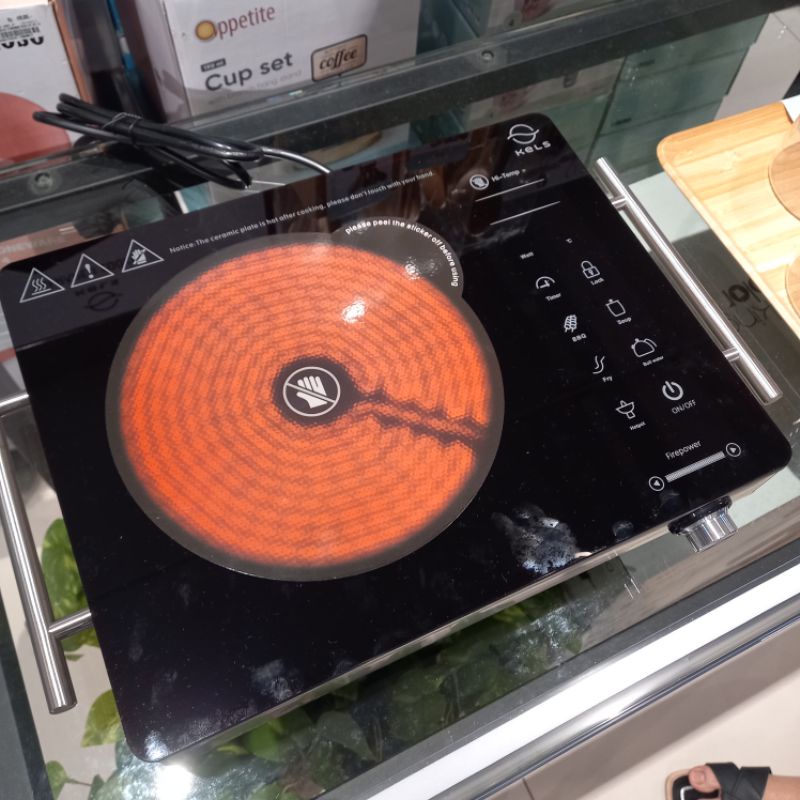 Oppetite
Cup set
coffee
KELS
Hi-Temp
Notice:The ceramic plate is hot after cooking, please don't touch with your hand.
please peel the sticker off before using
Watt
°C
Timer
Lock
BBQ
Soup
Fry
Boil water
Hotpot
ON/OFF
Firepower